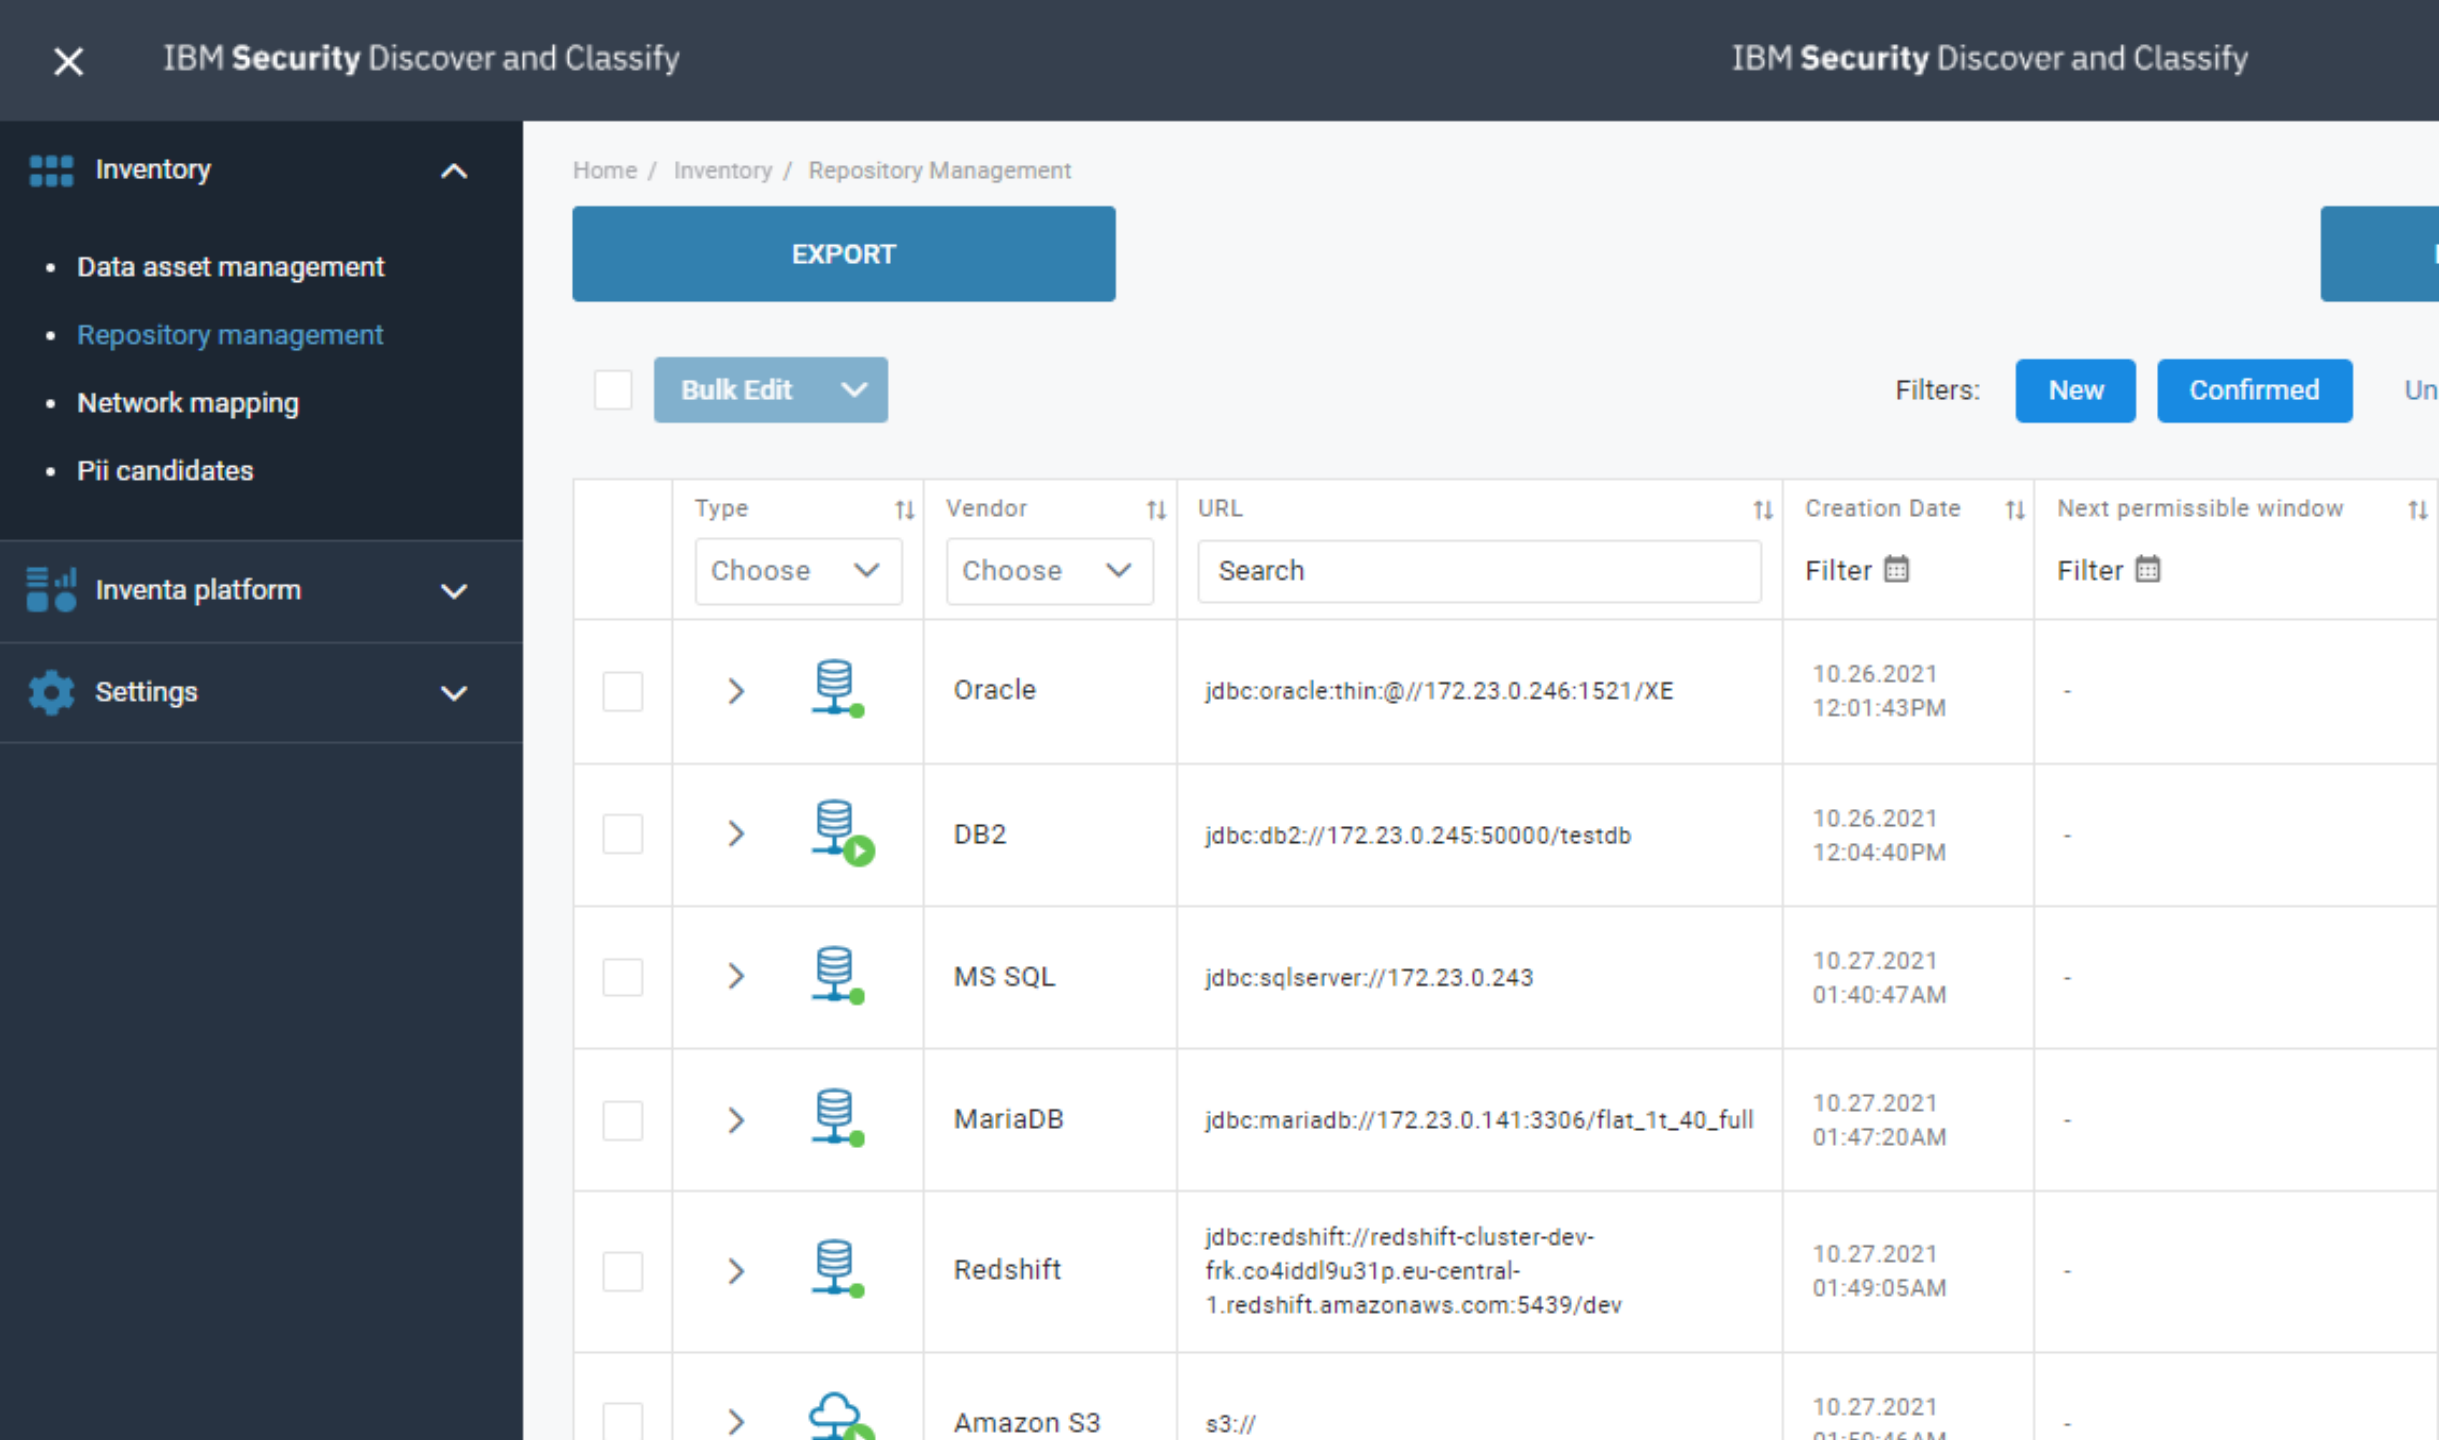 IBM Security Discover and Classify
IBM Security Discover and Classify
Inventory
• Data asset management
• Repository management
• Network mapping
• Pii candidates
Inventa platform
Settings
Home / Inventory / Repository Management
EXPORT
Bulk Edit
Filters: New Confirmed
Type Vendor URL Creation Date Next permissible window
Choose Choose Search Filter Filter
Oracle jdbc:oracle:thin:@//172.23.0.246:1521/XE 10.26.2021 -
12:01:43PM
DB2 jdbc:db2://172.23.0.245:50000/testdb 10.26.2021 -
12:04:40PM
MS SQL jdbc:sqlserver://172.23.0.243 10.27.2021 -
01:40:47AM
MariaDB jdbc:mariadb://172.23.0.141:3306/flat_1t_40_full 10.27.2021 -
01:47:20AM
Redshift jdbc:redshift://redshift-cluster-dev- 10.27.2021 -
frk.co4iddl9u31p.eu-central- 01:49:05AM
1.redshift.amazonaws.com:5439/dev
Amazon S3 s3:// 10.27.2021 -